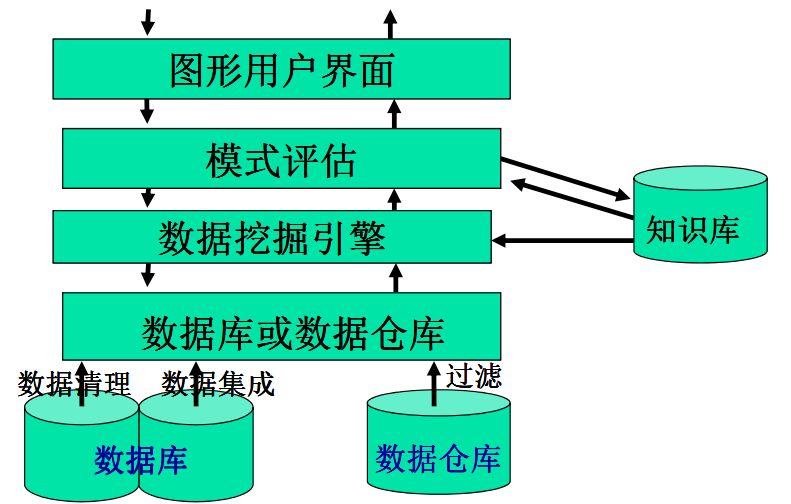 图形用户界面
模式评估
知识库
数据挖掘引擎
数据库或数据仓库
数据清理
数据集成
过滤
数据库
数据仓库